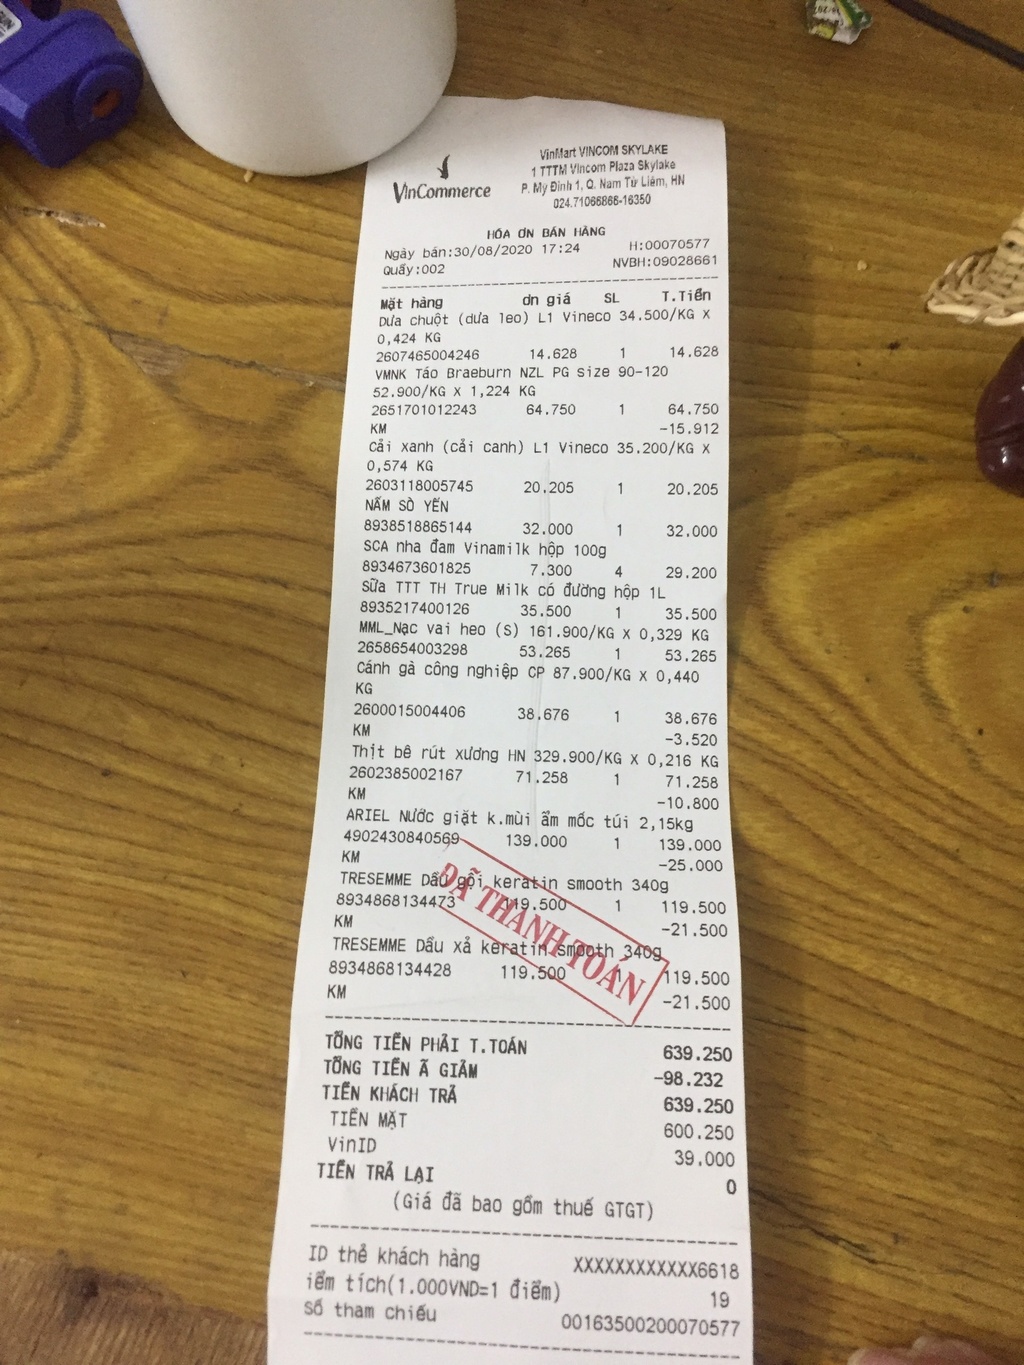 VinCommerce
VinMart VINCOM SKYLAKE
1 TTTM Vincom Plaza Skylake
P. Mỹ Đình 1, Q. Nam Từ Liêm, HN
024.71066866-16350
HÓA ƠN BÁN HÀNG
Ngày bán:30/08/2020 17:24 H:00070577
Quầy:002 NVBH:09028661
Mặt hàng ơn giá SL T.Tiền
Dưa chuột (dưa leo) L1 Vineco 34.500/KG X
0,424 KG
2607465004246 14.628 1 14.628
VMNK Táo Braeburn NZL PG size 90-120
52.900/KG X 1,224 KG
2651701012243 64.750 1 64.750
KM -15.912
Cải xanh (cải canh) L1 Vineco 35.200/KG X
0,574 KG
2603118005745 20.205 1 20.205
NẤM SÒ YẾN
8938518865144 32.000 1 32.000
SCA nha đam Vinamilk hộp 100g
8934673601825 7.300 4 29.200
Sữa TTT TH True Milk có đường hộp 1L
8935217400126 35.500 1 35.500
MML_Nạc vai heo (S) 161.900/KG X 0,329 KG
2658654003298 53.265 1 53.265
Cánh gà công nghiệp CP 87.900/KG X 0,440
KG
2600015004406 38.676 1 38.676
KM -3.520
Thịt bê rút xương HN 329.900/KG X 0,216 KG
2602385002167 71.258 1 71.258
KM -10.800
ARIEL Nước giặt k.mùi ẩm mốc túi 2,15kg
4902430840569 139.000 1 139.000
KM -25.000
TRESEMME Dầu gội keratin smooth 340g
8934868134473 119.500 1 119.500
KM -21.500
TRESEMME Dầu xả keratin smooth 340g
8934868134428 119.500 1 119.500
KM -21.500
ĐÃ THANH TOÁN
TỔNG TIỀN PHẢI T.TOÁN 639.250
TỔNG TIỀN Ã GIẢM -98.232
TIỀN KHÁCH TRẢ 639.250
TIỀN MẶT 600.250
VinID 39.000
TIỀN TRẢ LẠI 0
(Giá đã bao gồm thuế GTGT)
ID thẻ khách hàng XXXXXXXXXXXX6618
iểm tích(1.000VND=1 điểm) 19
Số tham chiếu 00163500200070577